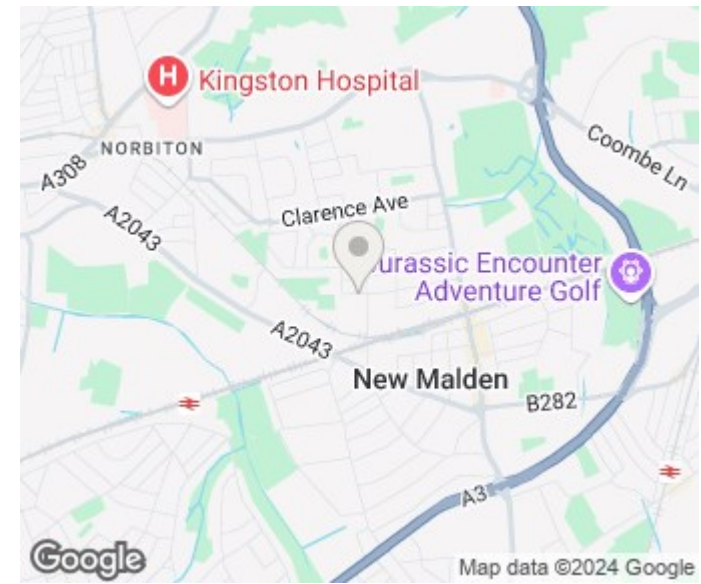 H
Kingston Hospital
NORBITON
A308
Coombe Ln
A2043
Clarence Ave
Jurassic Encounter
Adventure Golf
A2043
New Malden
B282
A3
Google
Map data ©2024 Google